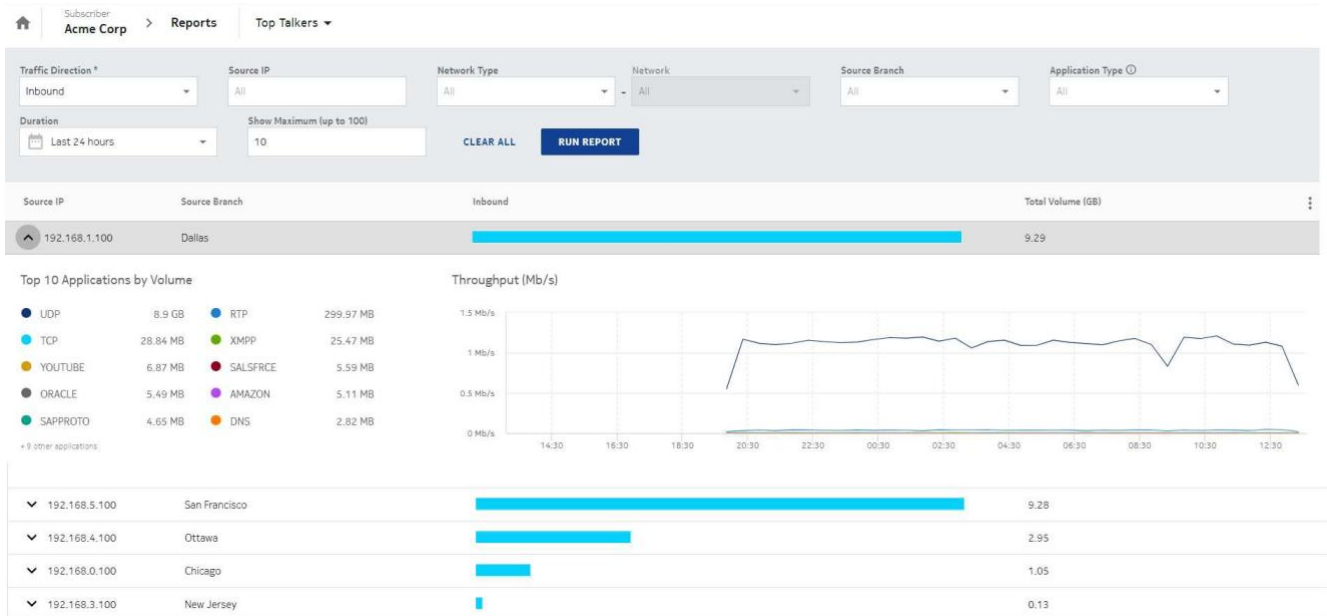 Subscriber
Acme Corp > Reports Top Talkers
Traffic Direction * Source IP Network Type Network Source Branch Application Type
Inbound All All - All All All
Duration Show Maximum (up to 100)
Last 24 hours 10 CLEAR ALL RUN REPORT
Source IP Source Branch Inbound Total Volume (GB)
192.168.1.100 Dallas 9.29
Top 10 Applications by Volume Throughput (Mb/s)
UDP 8.9 GB RTP 299.97 MB
TCP 28.84 MB XMPP 25.47 MB
YOUTUBE 6.87 MB SALSFRCE 5.59 MB
ORACLE 5.49 MB AMAZON 5.11 MB
SAPPROTO 4.65 MB DNS 2.82 MB
+ 9 other applications
1.5 Mb/s
1 Mb/s
0.5 Mb/s
0 Mb/s
14:30 16:30 18:30 20:30 22:30 00:30 02:30 04:30 06:30 08:30 10:30 12:30
192.168.5.100 San Francisco 9.28
192.168.4.100 Ottawa 2.95
192.168.0.100 Chicago 1.05
192.168.3.100 New Jersey 0.13